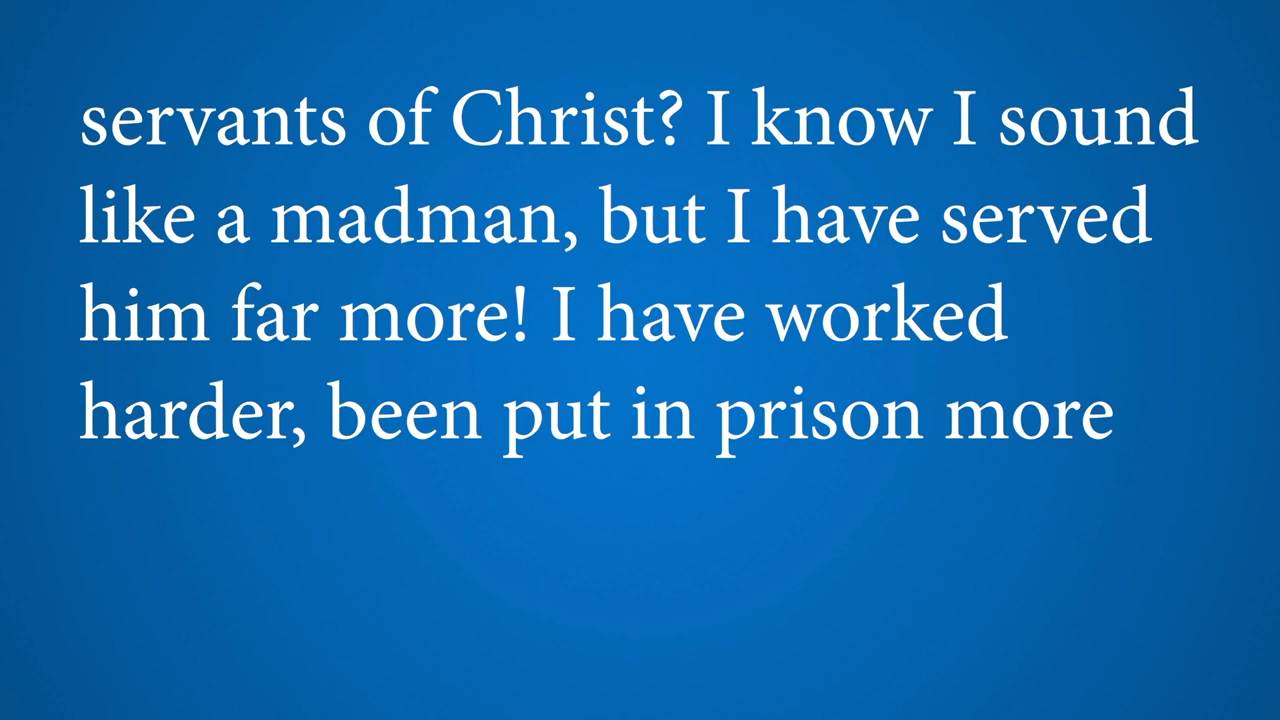 servants of Christ? I know I sound
like a madman, but I have served
him far more! I have worked
harder, been put in prison more